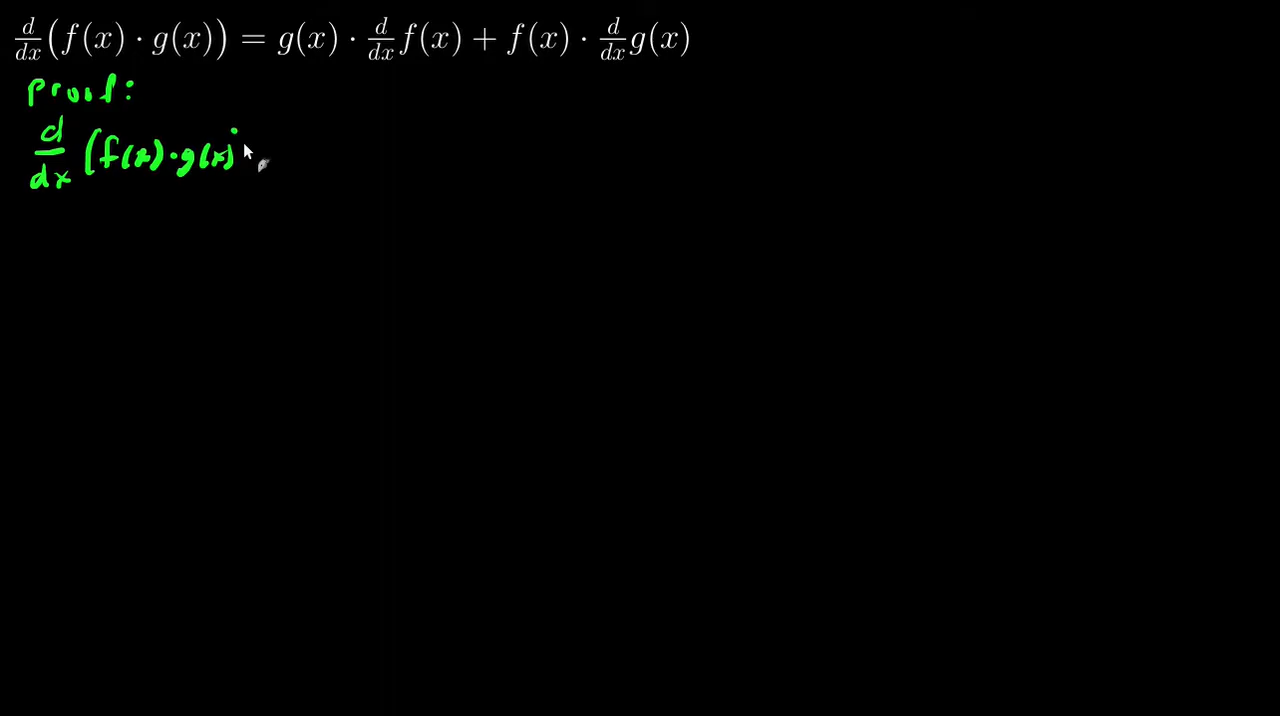 d/dx (f(x) · g(x)) = g(x) · d/dx f(x) + f(x) · d/dx g(x)
Proof:
d/dx (f(x) · g(x)